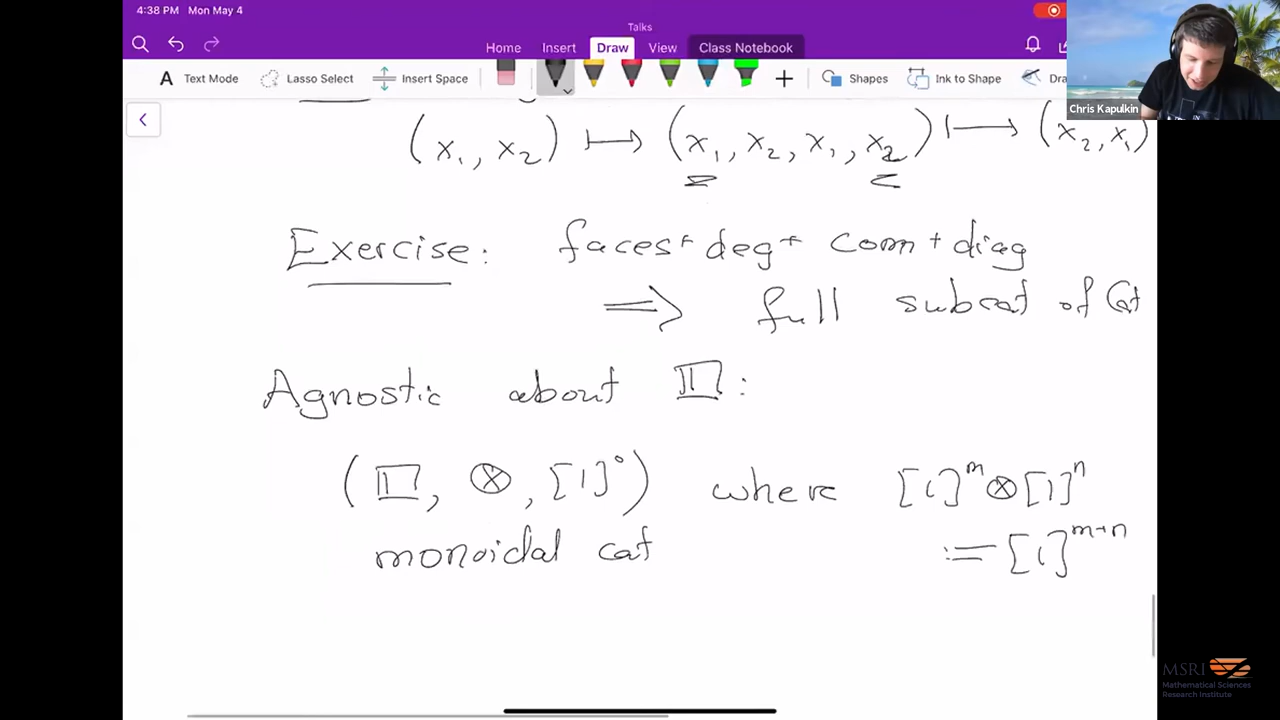 4:38 PM Mon May 4
Talks
Home Insert Draw View Class Notebook
Text Mode Lasso Select Insert Space Shapes Ink to Shape Dra
Chris Kapulkin
(x₁, x₂) ↦ (x₁, x₂, x₁, x₂) ↦ (x₂, x₁)
Exercise: faces + deg + conn + diag
⟹ full subcat of Cat
Agnostic about □:
(□, ⊗, [1]⁰) where [1]ᵐ ⊗ [1]ⁿ
monoidal cat := [1]ᵐ⁺ⁿ
MSRI
Mathematical Sciences
Research Institute